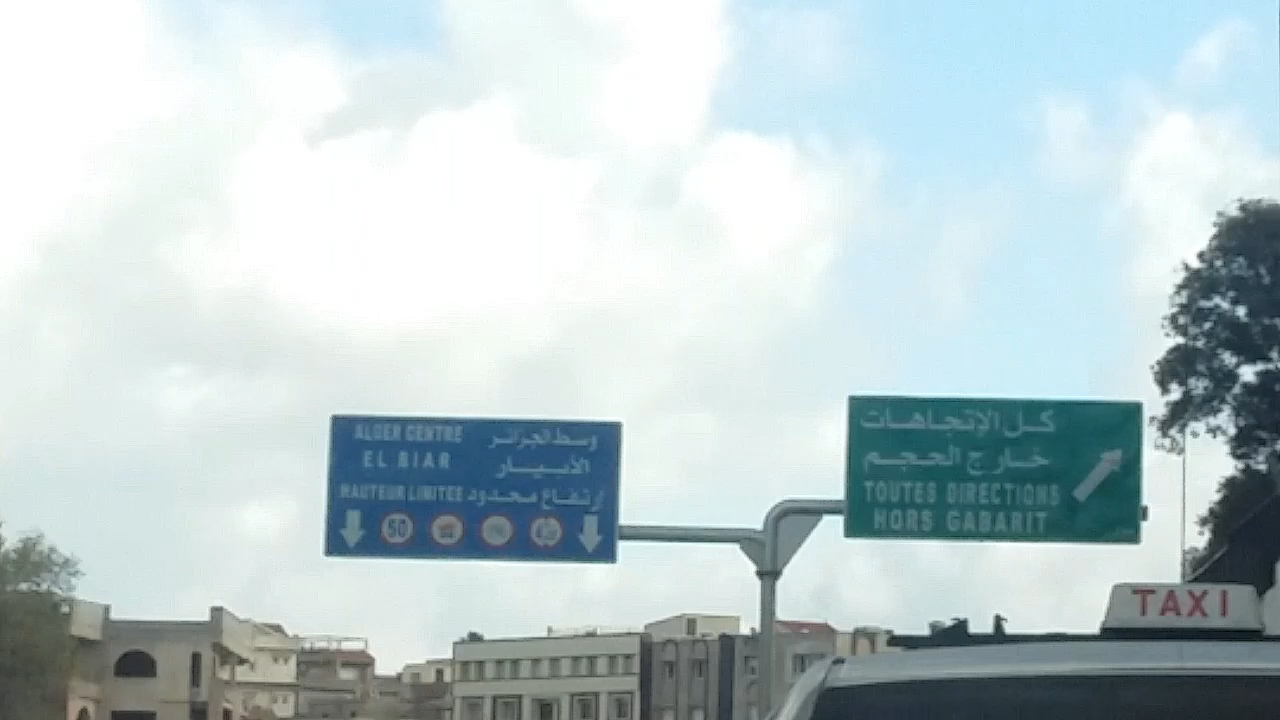 ALGER CENTRE وسط الجزائر
EL BIAR الأبيار
HAUTEUR LIMITEE إرتفاع محدود
50
كل الإتجاهات
خارج الحجم
TOUTES DIRECTIONS
HORS GABARIT
TAXI